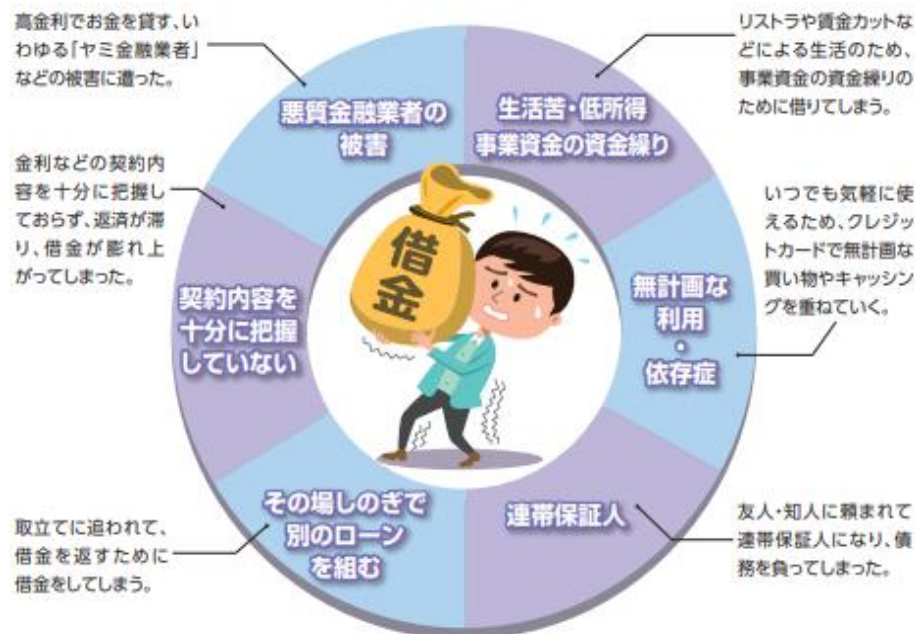 高金利でお金を貸す、い
わゆる「ヤミ金融業者」
などの被害に遭った。
悪質金融業者の
被害
リストラや賃金カットな
どによる生活のため、
事業資金の資金繰りの
ために借りてしまう。
生活苦・低所得
事業資金の資金繰り
金利などの契約内
容を十分に把握し
ておらず、返済が滞
り、借金が膨れ上
がってしまった。
契約内容を
十分に把握
していない
借金
いつでも気軽に使
えるため、クレジッ
トカードで無計画な
買い物やキャッシン
グを重ねていく。
無計画な
利用
・
依存症
取立てに追われて、
借金を返すために
借金をしてしまう。
その場しのぎで
別のローン
を組む
連帯保証人
友人・知人に頼まれて
連帯保証人になり、債
務を負ってしまった。